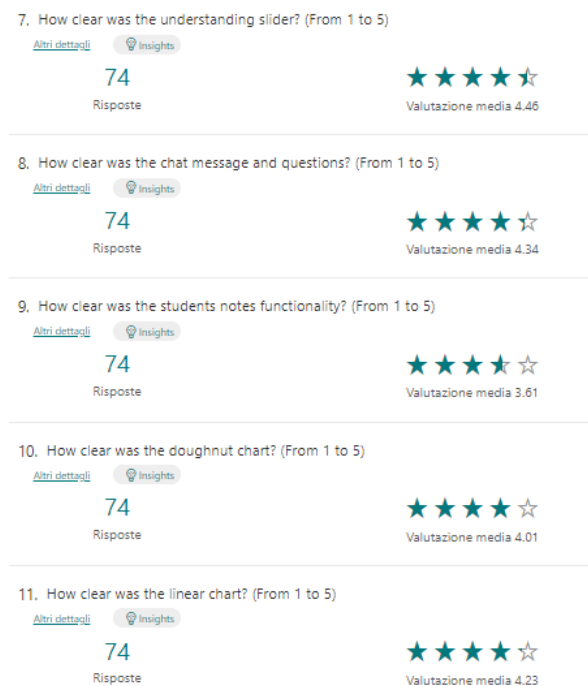 7. How clear was the understanding slider? (From 1 to 5)
Altri dettagli Insights
74
Risposte
Valutazione media 4.46
8. How clear was the chat message and questions? (From 1 to 5)
Altri dettagli Insights
74
Risposte
Valutazione media 4.34
9. How clear was the students notes functionality? (From 1 to 5)
Altri dettagli Insights
74
Risposte
Valutazione media 3.61
10. How clear was the doughnut chart? (From 1 to 5)
Altri dettagli Insights
74
Risposte
Valutazione media 4.01
11. How clear was the linear chart? (From 1 to 5)
Altri dettagli Insights
74
Risposte
Valutazione media 4.23